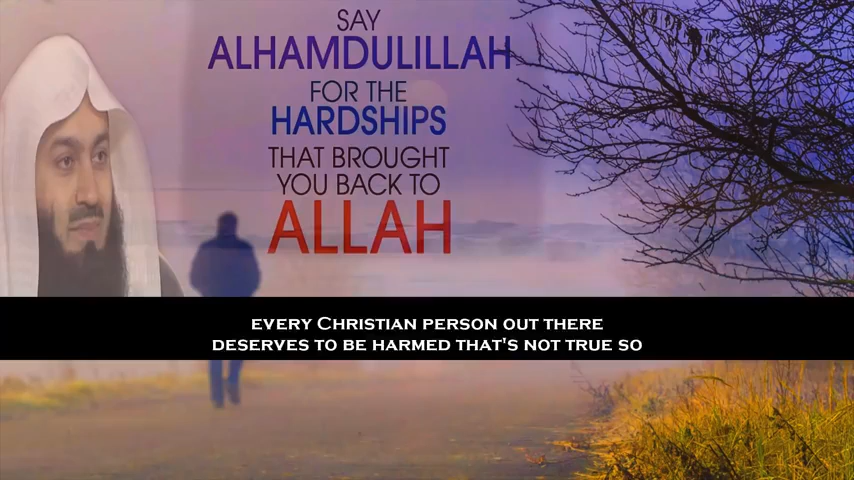 SAY
ALHAMDULILLAH
FOR THE
HARDSHIPS
THAT BROUGHT
YOU BACK TO
ALLAH
EVERY CHRISTIAN PERSON OUT THERE
DESERVES TO BE HARMED THAT'S NOT TRUE SO